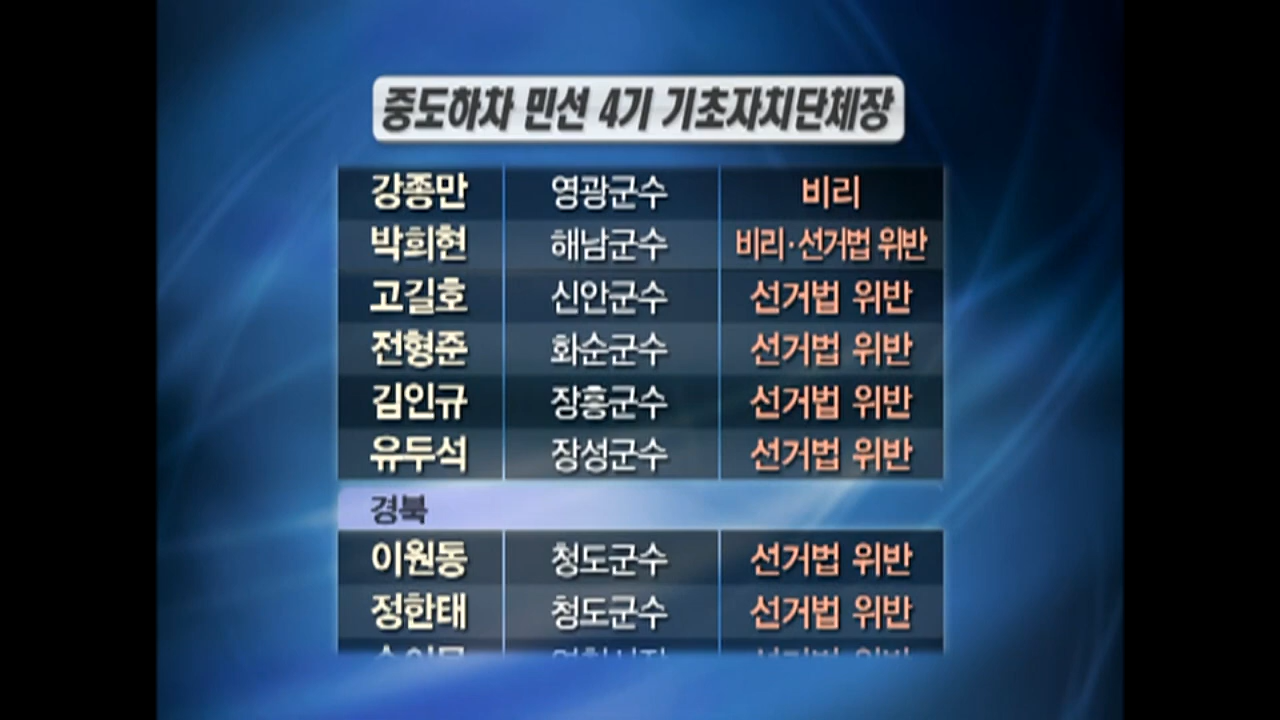 중도하차 민선 4기 기초자치단체장
강종만 영광군수 비리
박희현 해남군수 비리·선거법 위반
고길호 신안군수 선거법 위반
전형준 화순군수 선거법 위반
김인규 장흥군수 선거법 위반
유두석 장성군수 선거법 위반
경북
이원동 청도군수 선거법 위반
정한태 청도군수 선거법 위반